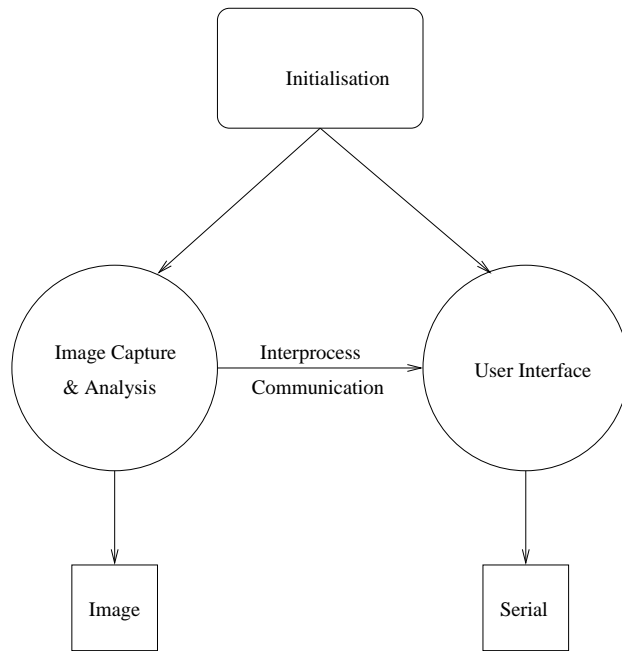 Initialisation
Image Capture
& Analysis
Interprocess
Communication
User Interface
Image
Serial